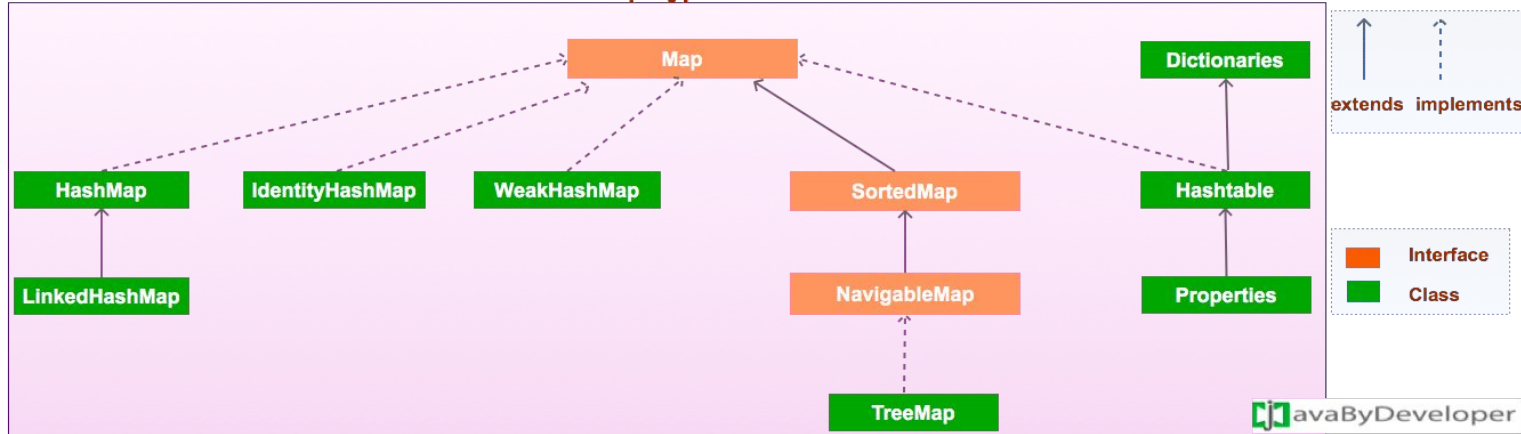 Map
Dictionaries
extends implements
HashMap
IdentityHashMap
WeakHashMap
SortedMap
Hashtable
Interface
Class
LinkedHashMap
NavigableMap
Properties
TreeMap
avaByDeveloper